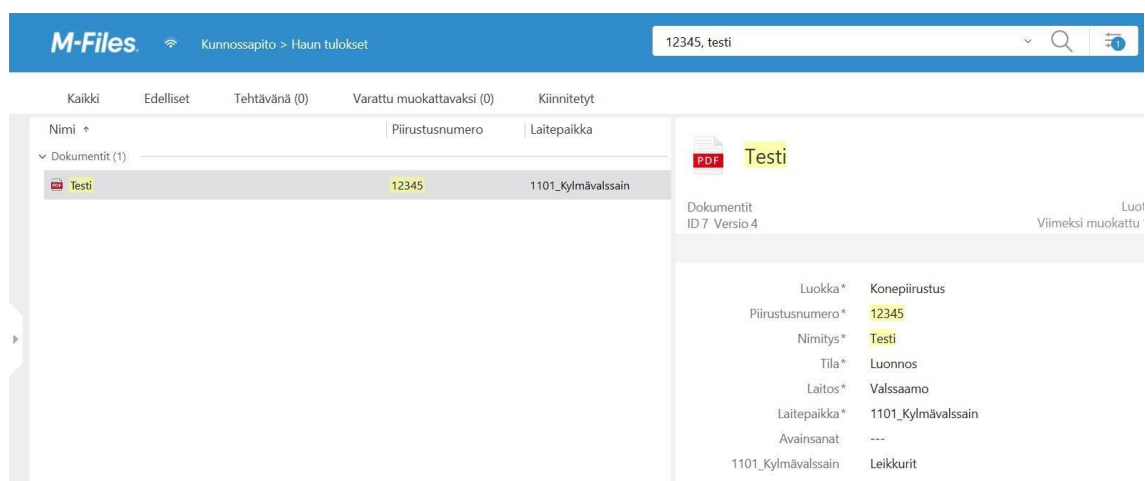 M-Files. Kunnossapito > Haun tulokset 12345, testi 1
Kaikki Edelliset Tehtävänä (0) Varattu muokattavaksi (0) Kiinnitetyt
Nimi Piirustusnumero Laitepaikka
Dokumentit (1)
PDF Testi
Testi 12345 1101_Kylmävalssain
Dokumentit Luot
ID 7 Versio 4 Viimeksi muokattu
Luokka* Konepiirustus
Piirustusnumero* 12345
Nimitys* Testi
Tila* Luonnos
Laitos* Valssaamo
Laitepaikka* 1101_Kylmävalssain
Avainsanat ---
1101_Kylmävalssain Leikkurit